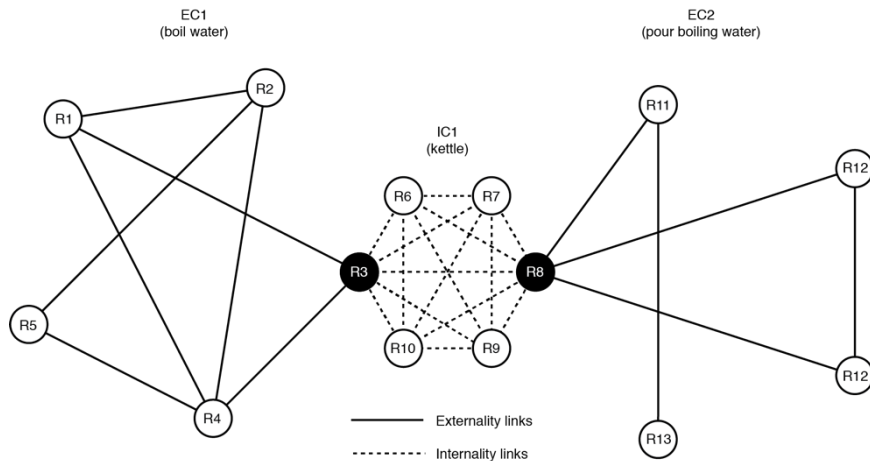 EC1
(boil water)
EC2
(pour boiling water)
R2
R11
R1
IC1
(kettle)
R12
R6
R7
R3
R8
R5
R10
R9
R12
R4
Externality links
R13
Internality links